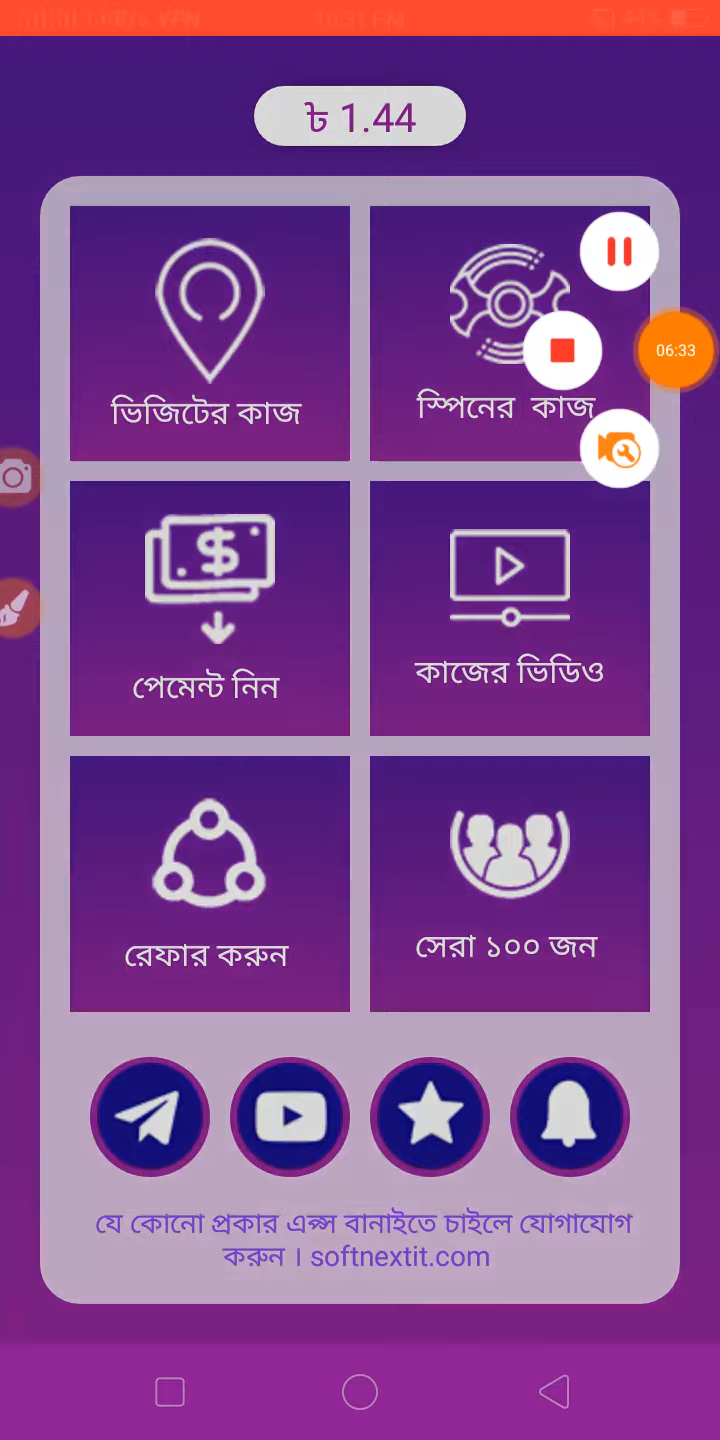 ৳ 1.44
ভিজিটের কাজ
স্পিনের কাজ
06:33
পেমেন্ট নিন
কাজের ভিডিও
রেফার করুন
সেরা ১০০ জন
যে কোনো প্রকার এপ্স বানাইতে চাইলে যোগাযোগ
করুন । softnextit.com